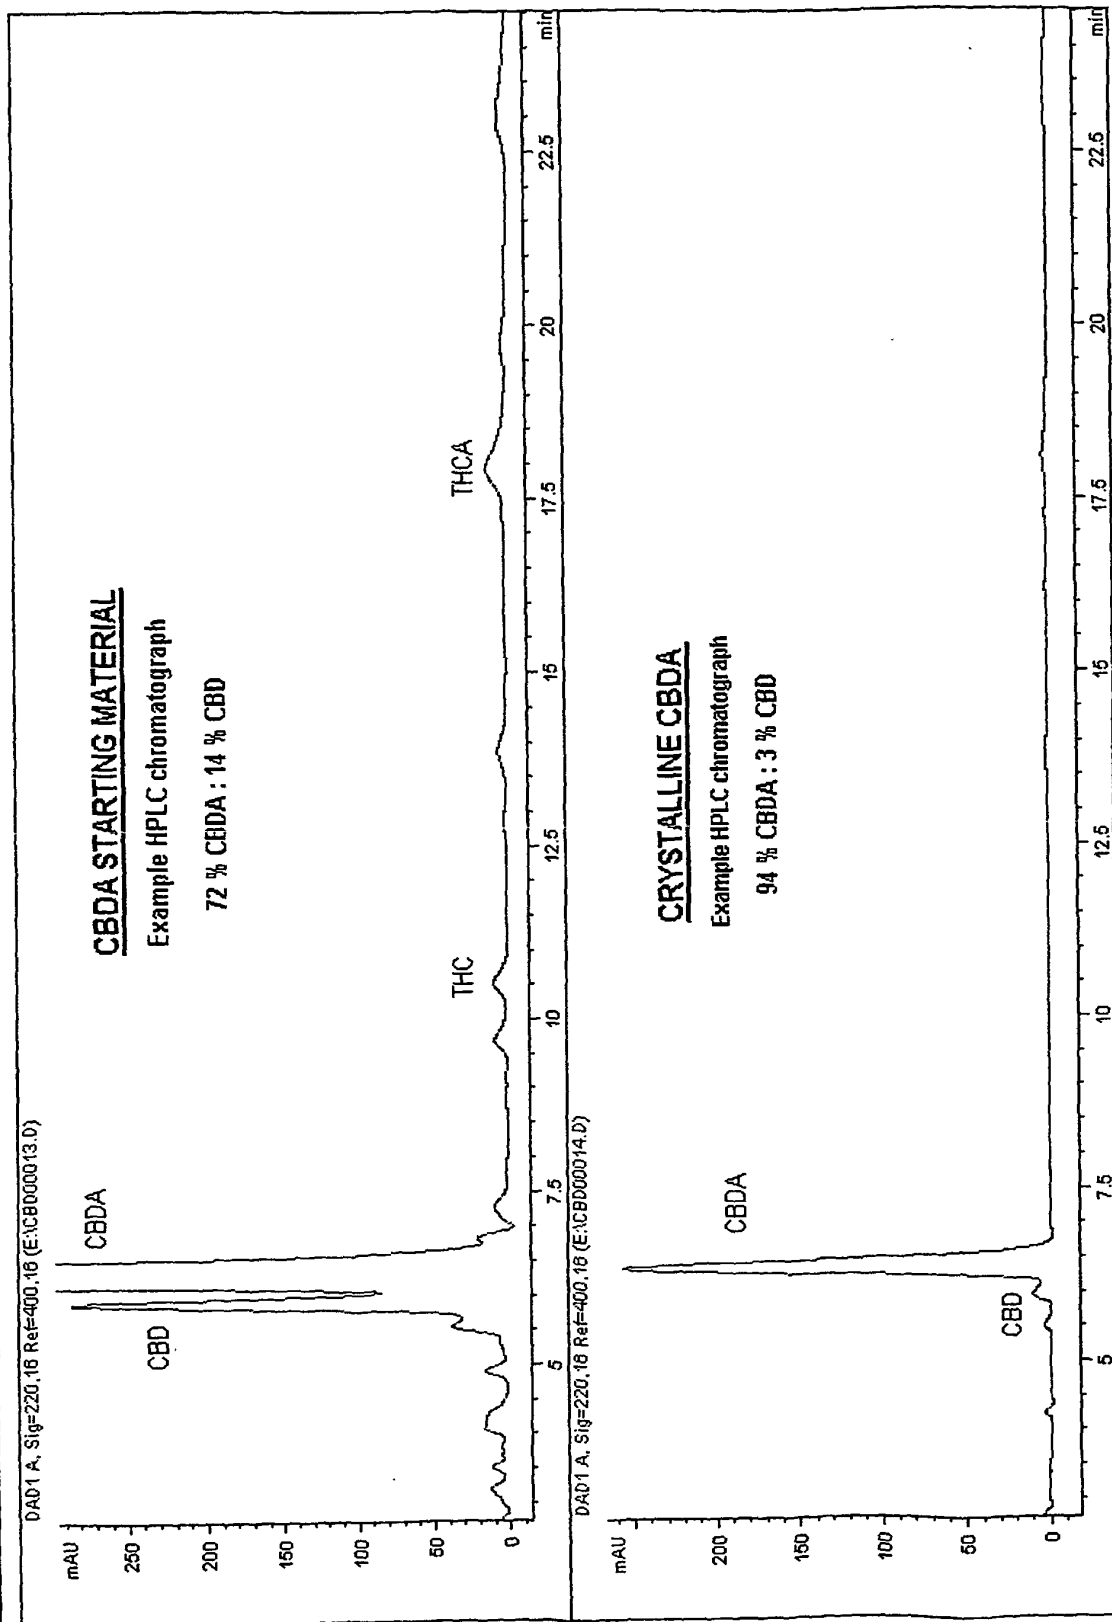 DAD1 A, Sig=220,16 Ref=400,16 (E:\CBD00013.D)
mAU
250
200
150
100
50
0
CBD
CBDA
THC
THCA
CBDA STARTING MATERIAL
Example HPLC chromatograph
72 % CBDA : 14 % CBD
5
7.5
10
12.5
15
17.5
20
22.5
min
DAD1 A, Sig=220,16 Ref=400,16 (E:\CBD00014.D)
mAU
200
150
100
50
0
CBD
CBDA
CRYSTALLINE CBDA
Example HPLC chromatograph
94 % CBDA : 3 % CBD
5
7.5
10
12.5
15
17.5
20
22.5
min